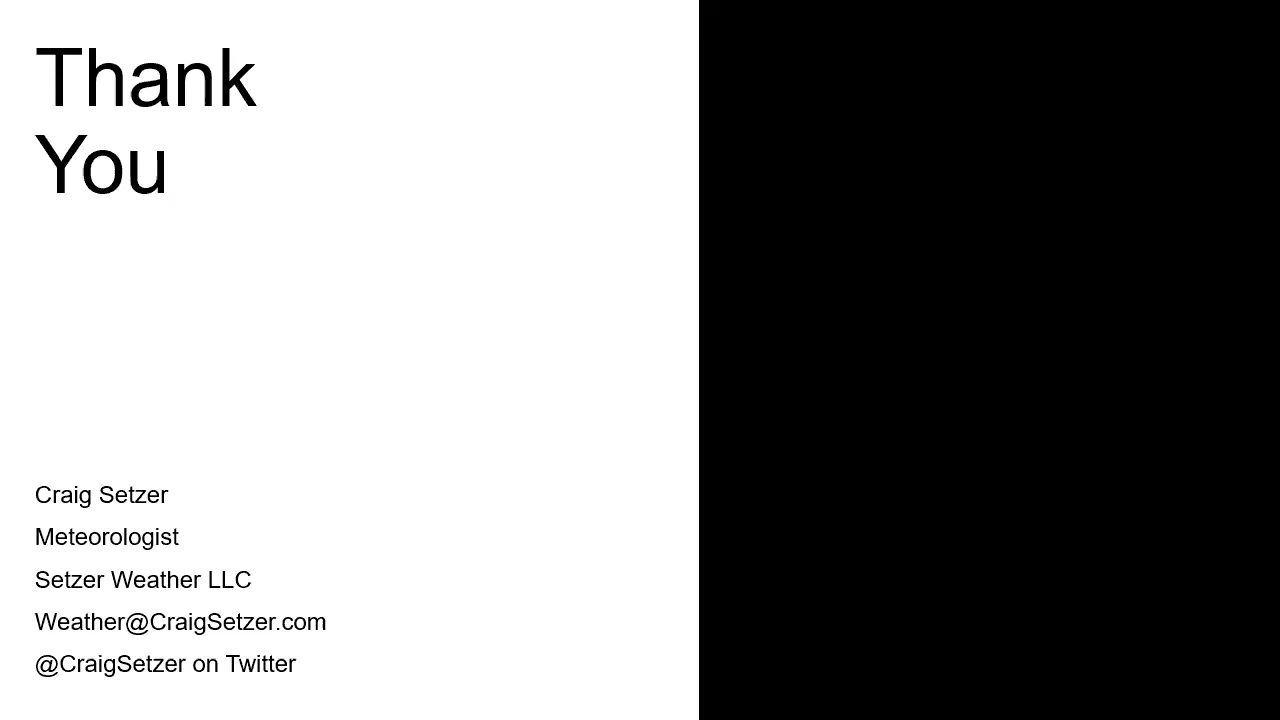 Thank
You
Craig Setzer
Meteorologist
Setzer Weather LLC
Weather@CraigSetzer.com
@CraigSetzer on Twitter